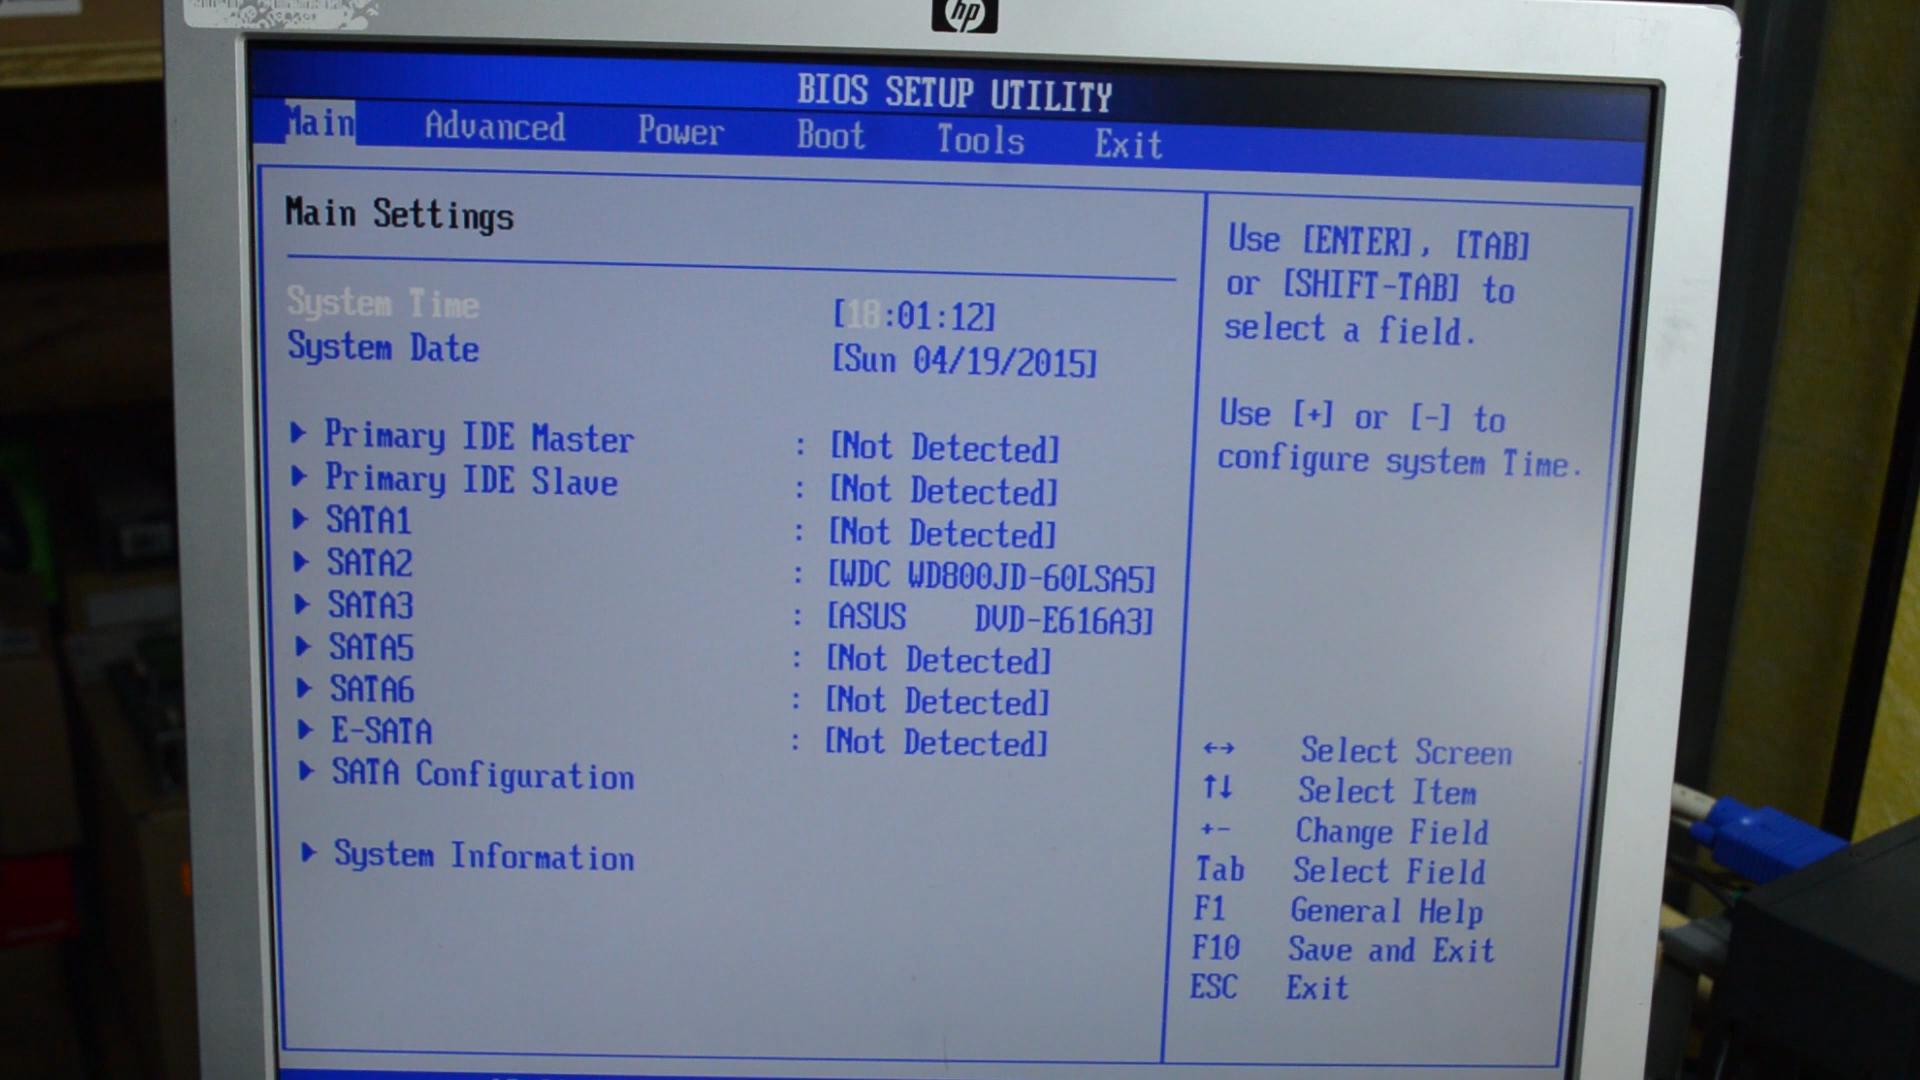 hp
BIOS SETUP UTILITY
Main Advanced Power Boot Tools Exit
Main Settings
System Time [18:01:12]
System Date [Sun 04/19/2015]
▶ Primary IDE Master : [Not Detected]
▶ Primary IDE Slave : [Not Detected]
▶ SATA1 : [Not Detected]
▶ SATA2 : [WDC WD800JD-60LSA5]
▶ SATA3 : [ASUS DVD-E616A3]
▶ SATA5 : [Not Detected]
▶ SATA6 : [Not Detected]
▶ E-SATA : [Not Detected]
▶ SATA Configuration
▶ System Information
Use [ENTER], [TAB]
or [SHIFT-TAB] to
select a field.
Use [+] or [-] to
configure system Time.
↔ Select Screen
↑↓ Select Item
+- Change Field
Tab Select Field
F1 General Help
F10 Save and Exit
ESC Exit